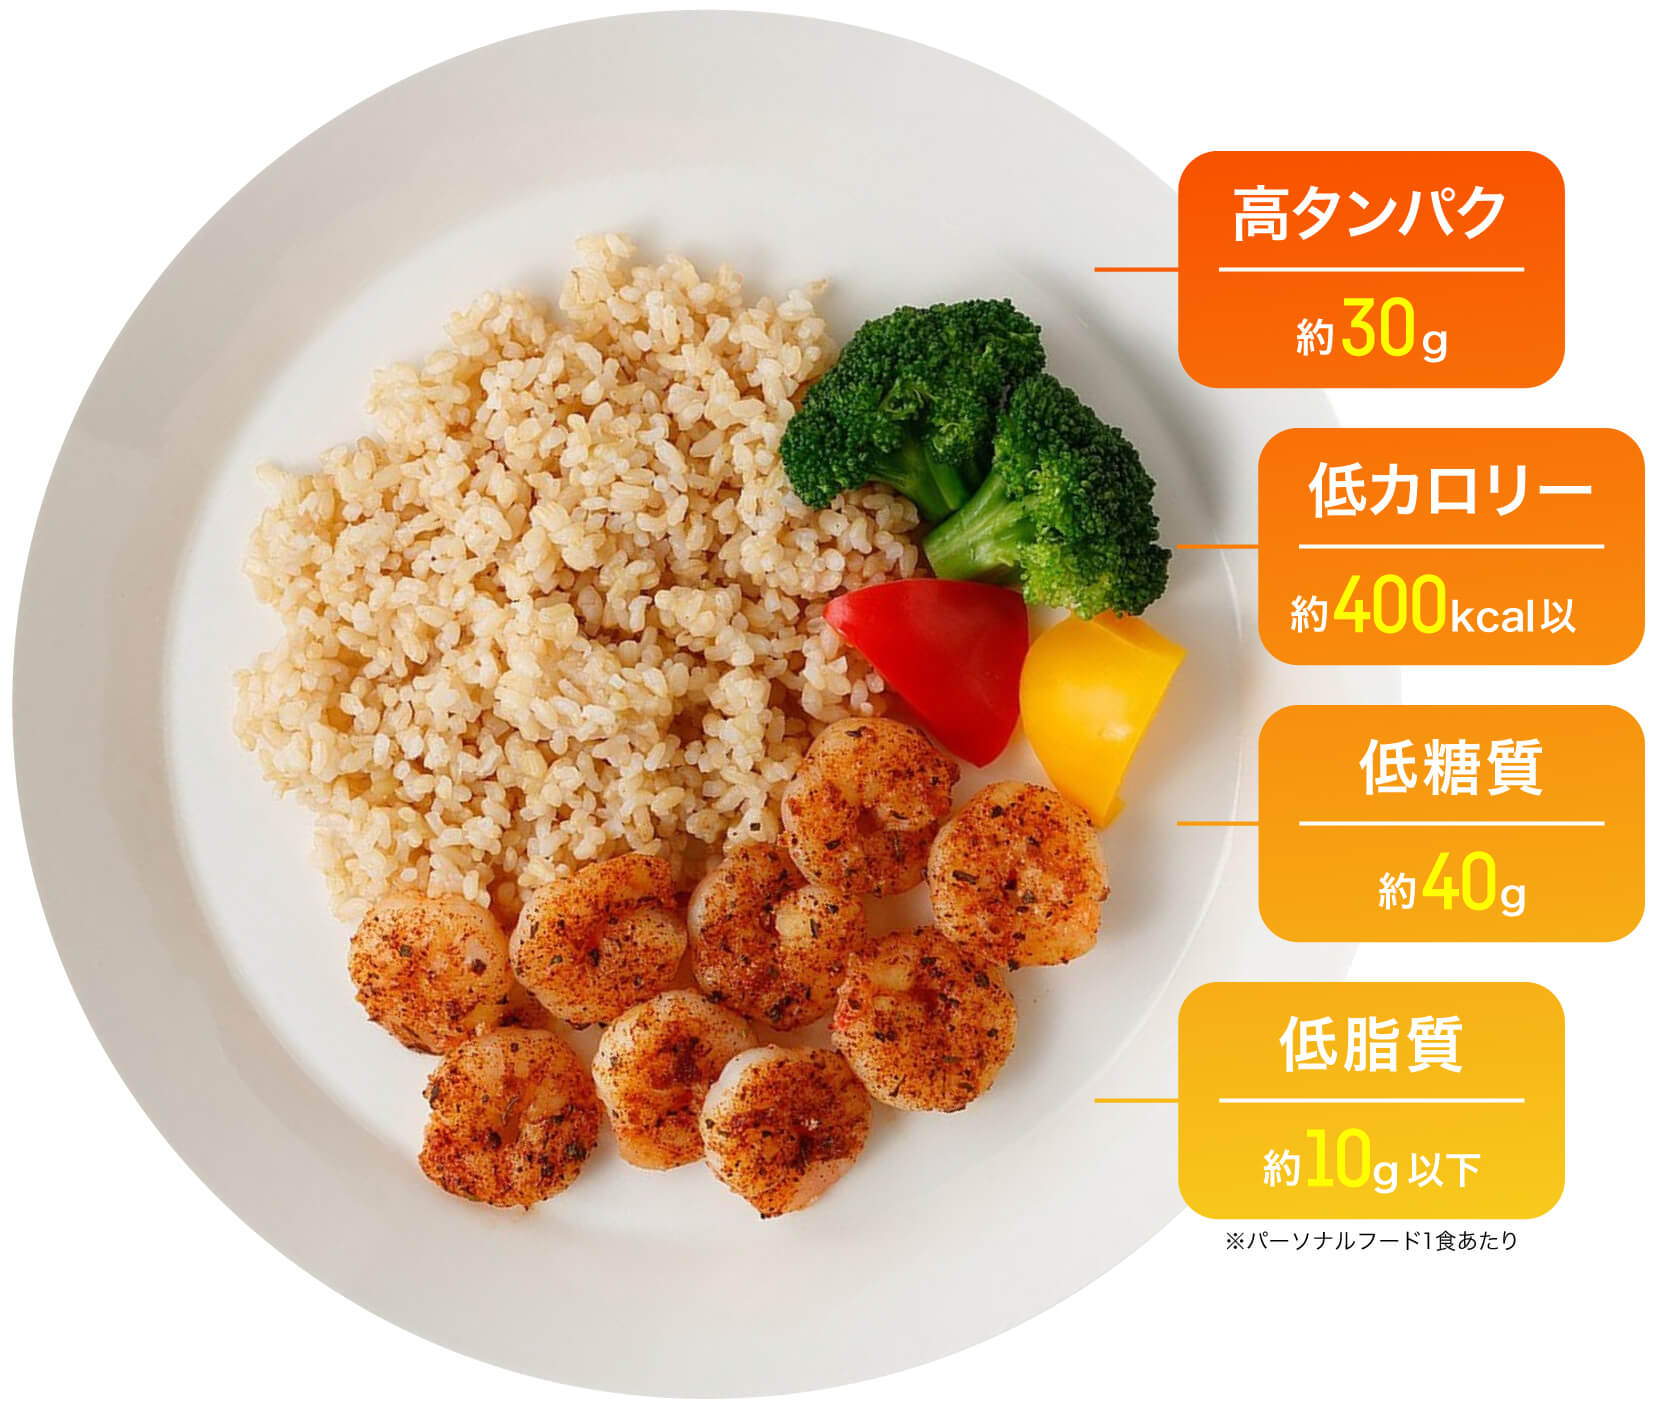 高タンパク
約30g
低カロリー
約400kcal以
低糖質
約40g
低脂質
約10g以下
※パーソナルフード1食あたり